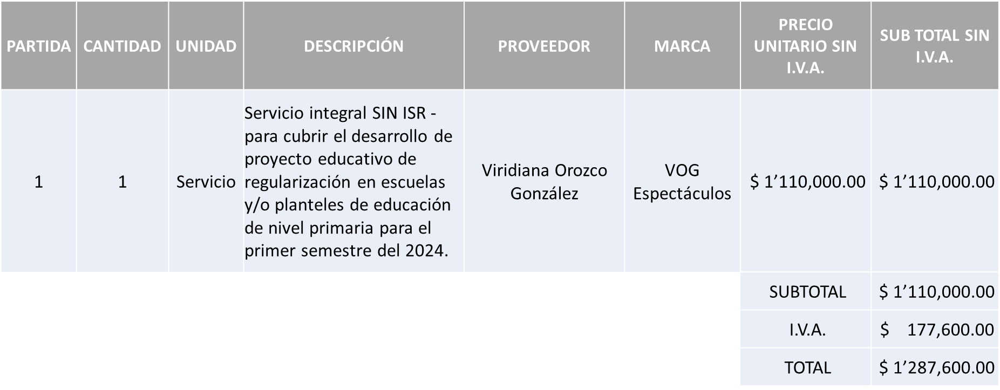 PARTIDA CANTIDAD UNIDAD DESCRIPCIÓN PROVEEDOR MARCA PRECIO UNITARIO SIN I.V.A. SUB TOTAL SIN I.V.A.
1 1 Servicio
Servicio integral SIN ISR -
para cubrir el desarrollo de
proyecto educativo de
regularización en escuelas
y/o planteles de educación
de nivel primaria para el
primer semestre del 2024.
Viridiana Orozco
González
VOG
Espectáculos
$ 1’110,000.00 $ 1’110,000.00
SUBTOTAL $ 1’110,000.00
I.V.A. $ 177,600.00
TOTAL $ 1’287,600.00